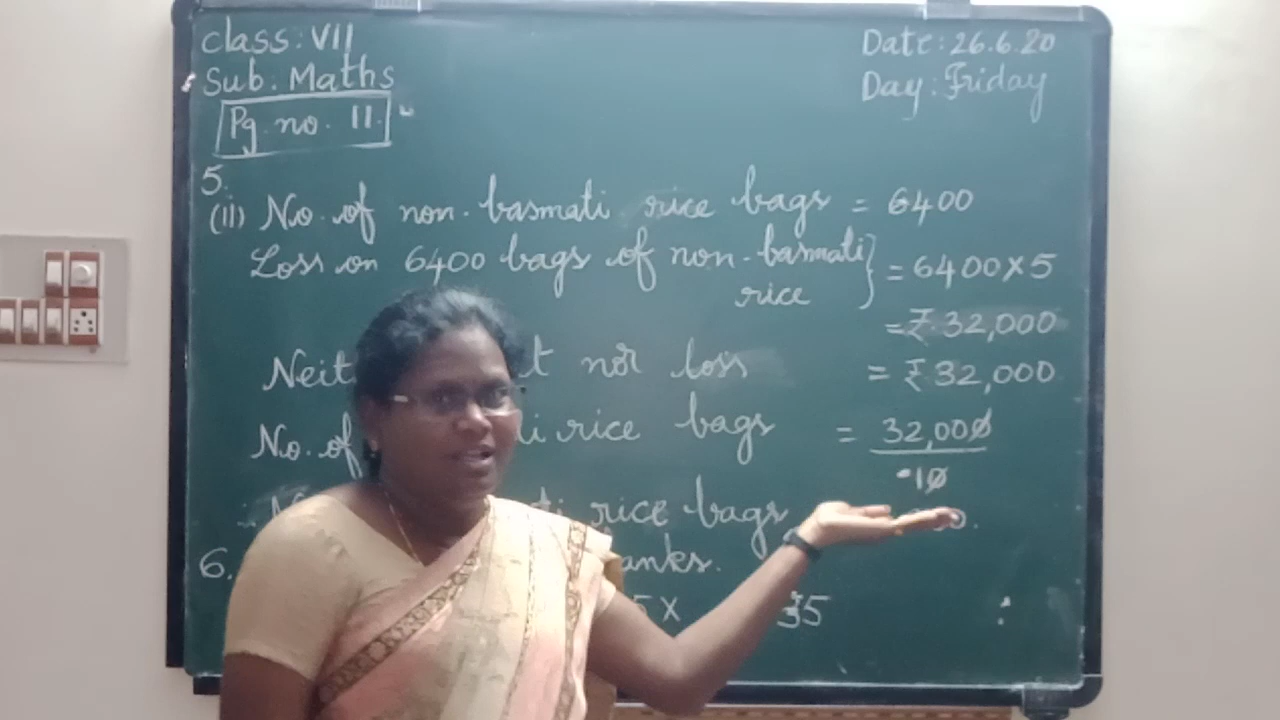 Class: VII
Date: 26.6.20
Sub. Maths
Day: Friday
Pg. no. 11.
5.
(ii) No. of non-basmati rice bags = 6400
Loss on 6400 bags of non-basmati rice } = 6400 x 5
= ₹ 32,000
nor loss = ₹ 32,000
No. of rice bags = 32,000
10
rice bags
6.
5 x 35